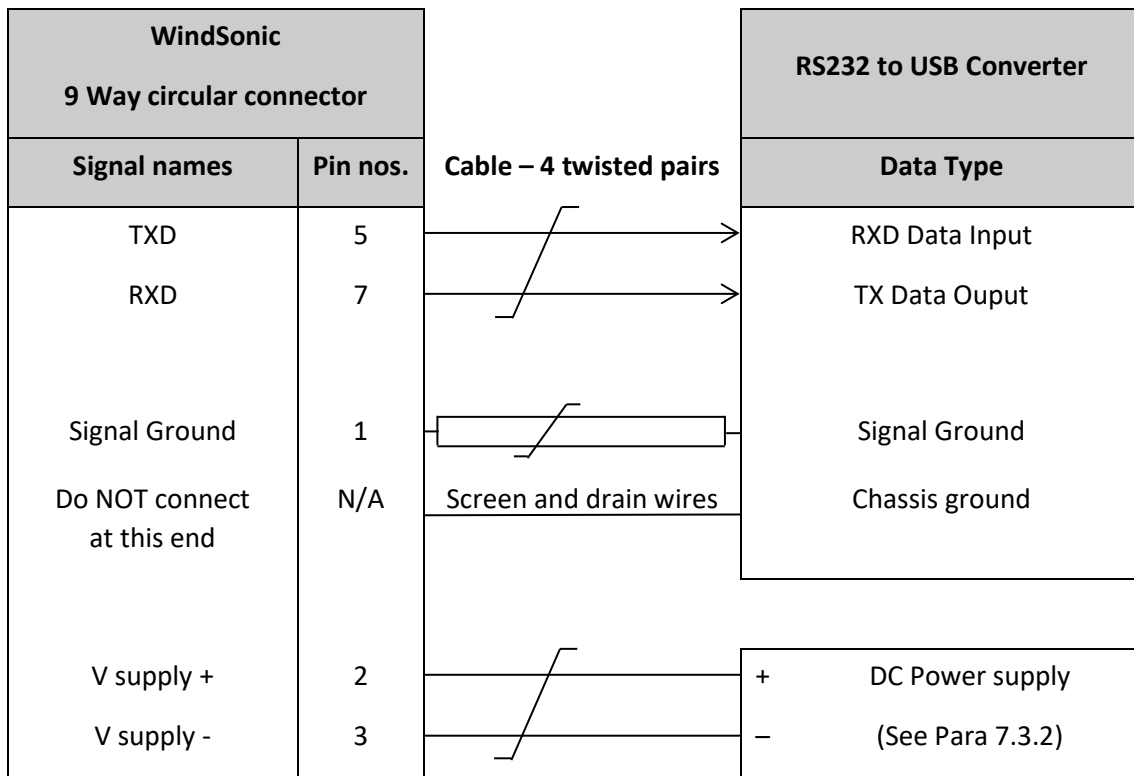 WindSonic
9 Way circular connector
RS232 to USB Converter
Signal names Pin nos. Cable – 4 twisted pairs Data Type
TXD 5 RXD Data Input
RXD 7 TX Data Ouput
Signal Ground 1 Signal Ground
Do NOT connect N/A Screen and drain wires Chassis ground
at this end
V supply + 2 + DC Power supply
V supply - 3 – (See Para 7.3.2)